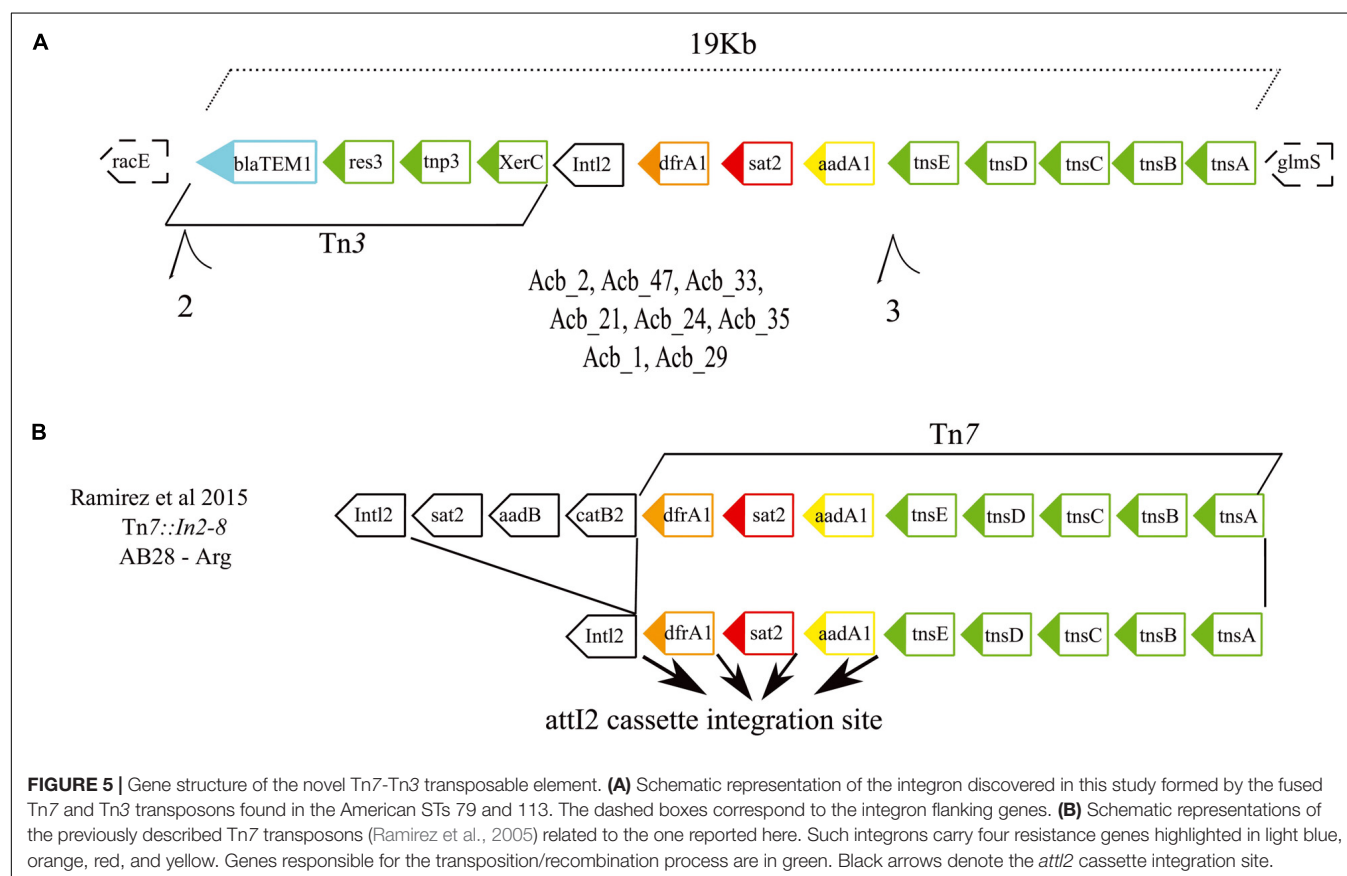 A
19Kb
racE blaTEM1 res3 tnp3 XerC Intl2 dfrA1 sat2 aadA1 tnsE tnsD tnsC tnsB tnsA glmS
Tn3
2
3
Acb_2, Acb_47, Acb_33,
Acb_21, Acb_24, Acb_35
Acb_1, Acb_29
B
Tn7
Ramirez et al 2015
Tn7::In2-8
AB28 - Arg
Intl2 sat2 aadB catB2 dfrA1 sat2 aadA1 tnsE tnsD tnsC tnsB tnsA
Intl2 dfrA1 sat2 aadA1 tnsE tnsD tnsC tnsB tnsA
attI2 cassette integration site
FIGURE 5 | Gene structure of the novel Tn7-Tn3 transposable element. (A) Schematic representation of the integron discovered in this study formed by the fused
Tn7 and Tn3 transposons found in the American STs 79 and 113. The dashed boxes correspond to the integron flanking genes. (B) Schematic representations of
the previously described Tn7 transposons (Ramirez et al., 2005) related to the one reported here. Such integrons carry four resistance genes highlighted in light blue,
orange, red, and yellow. Genes responsible for the transposition/recombination process are in green. Black arrows denote the attI2 cassette integration site.